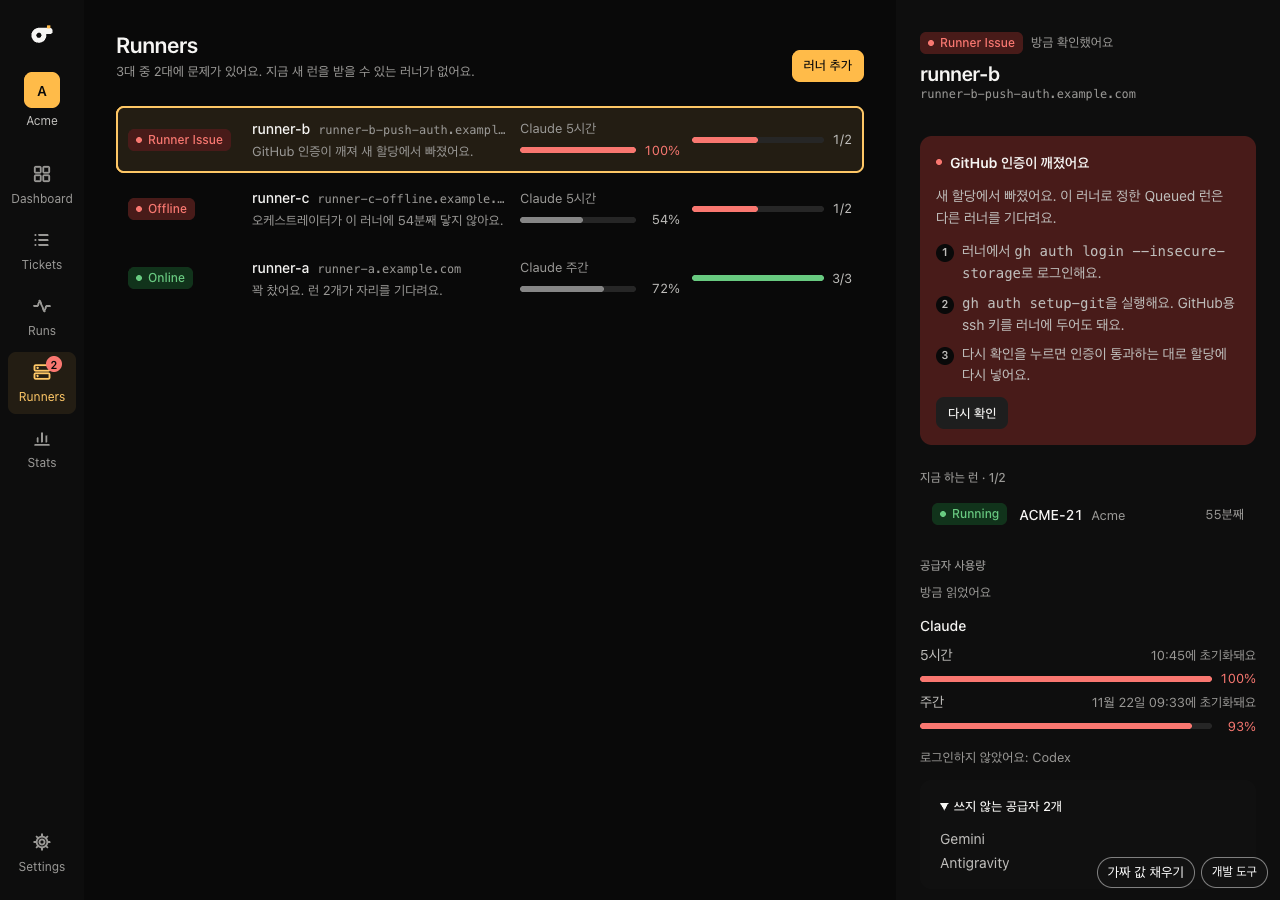 A
Acme
Dashboard
Tickets
Runs
2
Runners
Stats
Settings
Runners
3대 중 2대에 문제가 있어요. 지금 새 런을 받을 수 있는 러너가 없어요.
러너 추가
Runner Issue
runner-b runner-b-push-auth.exampl…
GitHub 인증이 깨져 새 할당에서 빠졌어요.
Claude 5시간
100%
1/2
Offline
runner-c runner-c-offline.example.…
오케스트레이터가 이 러너에 54분째 닿지 않아요.
Claude 5시간
54%
1/2
Online
runner-a runner-a.example.com
꽉 찼어요. 런 2개가 자리를 기다려요.
Claude 주간
72%
3/3
Runner Issue 방금 확인했어요
runner-b
runner-b-push-auth.example.com
GitHub 인증이 깨졌어요
새 할당에서 빠졌어요. 이 러너로 정한 Queued 런은
다른 러너를 기다려요.
1 러너에서 gh auth login --insecure-
storage로 로그인해요.
2 gh auth setup-git을 실행해요. GitHub용
ssh 키를 러너에 두어도 돼요.
3 다시 확인을 누르면 인증이 통과하는 대로 할당에
다시 넣어요.
다시 확인
지금 하는 런 · 1/2
Running ACME-21 Acme 55분째
공급자 사용량
방금 읽었어요
Claude
5시간 10:45에 초기화돼요
100%
주간 11월 22일 09:33에 초기화돼요
93%
로그인하지 않았어요: Codex
▼ 쓰지 않는 공급자 2개
Gemini
Antigravity
가짜 값 채우기
개발 도구